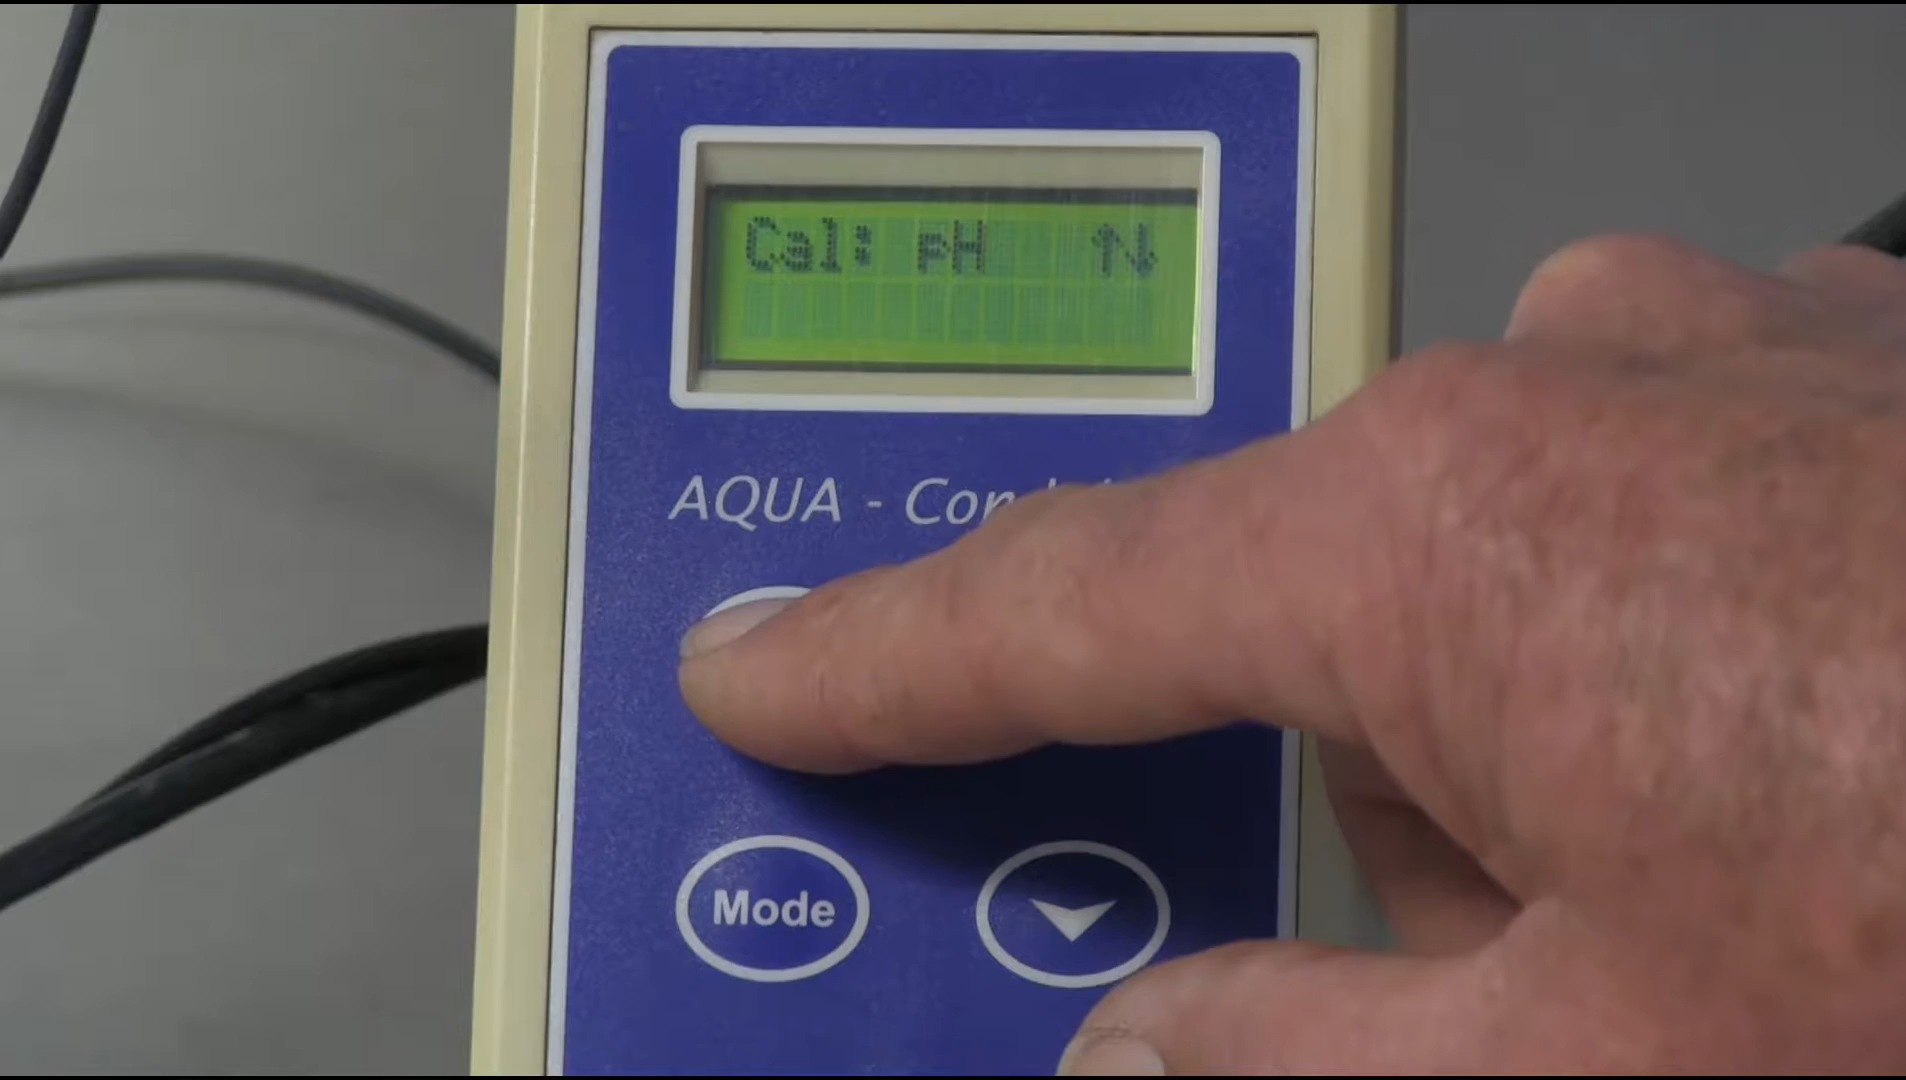 Cal: pH ↑↓
AQUA - Con
Mode